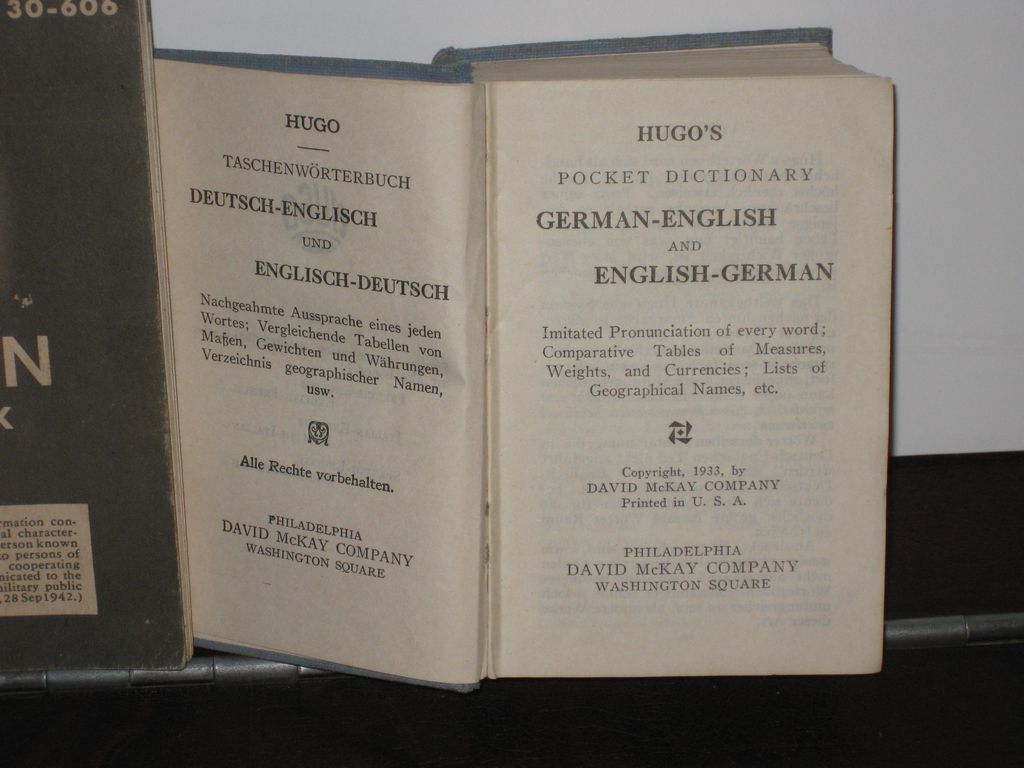 30-606
N
K
rmation con-
al character-
erson known
o persons of
cooperating
nicated to the
ilitary public
, 28 Sep 1942.)
HUGO
TASCHENWÖRTERBUCH
DEUTSCH-ENGLISCH
UND
ENGLISCH-DEUTSCH
Nachgeahmte Aussprache eines jeden
Wortes; Vergleichende Tabellen von
Maßen, Gewichten und Währungen,
Verzeichnis geographischer Namen,
usw.
Alle Rechte vorbehalten.
PHILADELPHIA
DAVID McKAY COMPANY
WASHINGTON SQUARE
HUGO'S
POCKET DICTIONARY
GERMAN-ENGLISH
AND
ENGLISH-GERMAN
Imitated Pronunciation of every word;
Comparative Tables of Measures,
Weights, and Currencies; Lists of
Geographical Names, etc.
Copyright, 1933, by
DAVID McKAY COMPANY
Printed in U. S. A.
PHILADELPHIA
DAVID McKAY COMPANY
WASHINGTON SQUARE